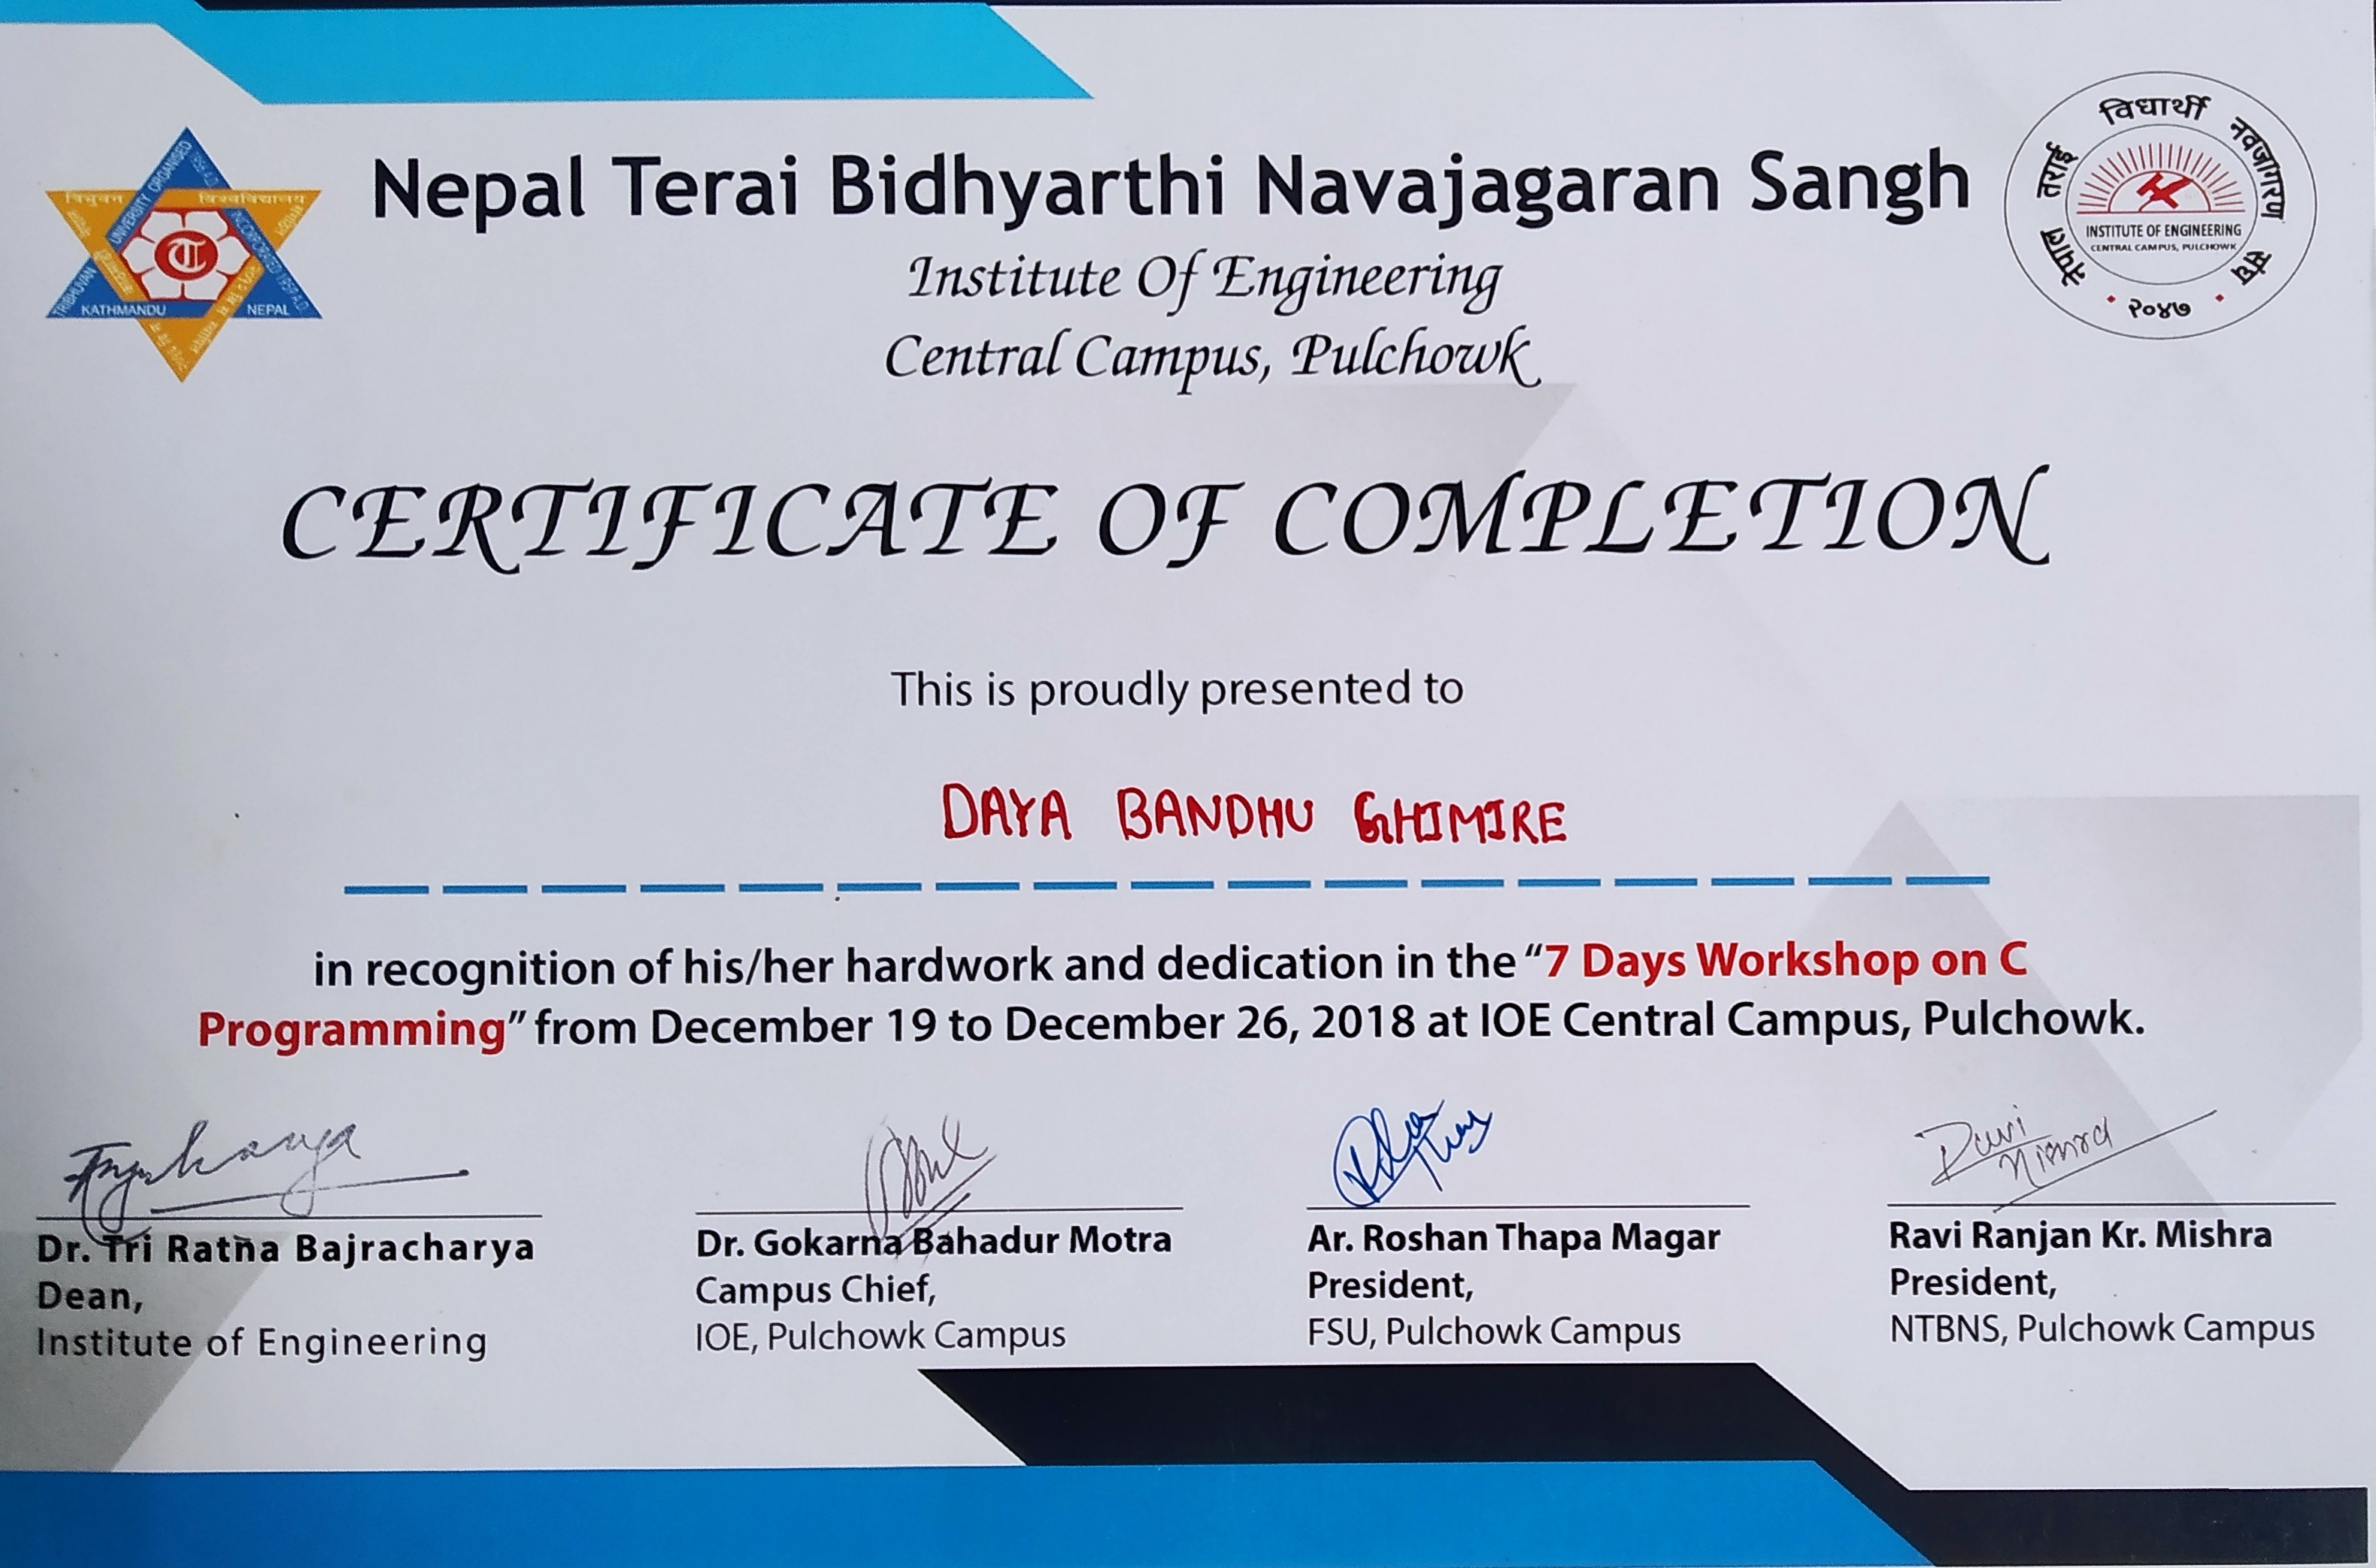 Nepal Terai Bidhyarthi Navajagaran Sangh
Institute Of Engineering
Central Campus, Pulchowk
त्रिभुवन विश्वविद्यालय
TRIBHUVAN UNIVERSITY ORGANISED
INCORPORATED 1959 A.D.
KATHMANDU NEPAL
नेपाल तराई विधार्थी नवजागरण संघ
INSTITUTE OF ENGINEERING
CENTRAL CAMPUS, PULCHOWK
२०४७
CERTIFICATE OF COMPLETION
This is proudly presented to
DAYA BANDHU GHIMIRE
in recognition of his/her hardwork and dedication in the “7 Days Workshop on C
Programming” from December 19 to December 26, 2018 at IOE Central Campus, Pulchowk.
Ravi
Mishra
Dr. Tri Ratna Bajracharya
Dean,
Institute of Engineering
Dr. Gokarna Bahadur Motra
Campus Chief,
IOE, Pulchowk Campus
Ar. Roshan Thapa Magar
President,
FSU, Pulchowk Campus
Ravi Ranjan Kr. Mishra
President,
NTBNS, Pulchowk Campus